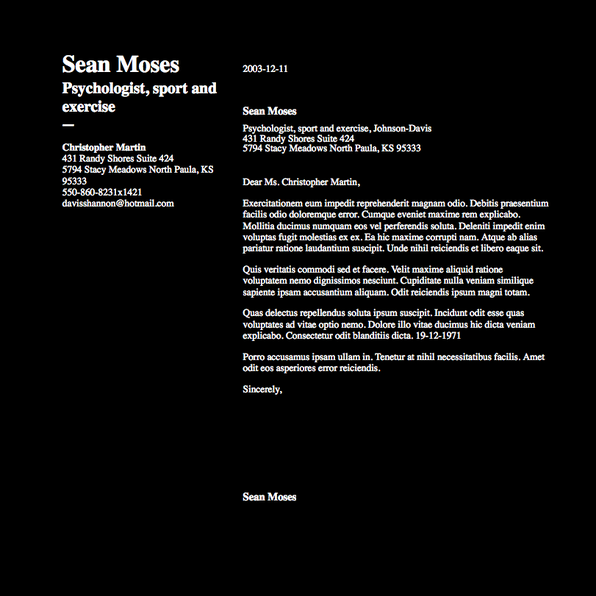 Sean Moses
Psychologist, sport and
exercise
Christopher Martin
431 Randy Shores Suite 424
5794 Stacy Meadows North Paula, KS
95333
550-860-8231x1421
davisshannon@hotmail.com
2003-12-11
Sean Moses
Psychologist, sport and exercise, Johnson-Davis
431 Randy Shores Suite 424
5794 Stacy Meadows North Paula, KS 95333
Dear Ms. Christopher Martin,
Exercitationem eum impedit reprehenderit magnam odio. Debitis praesentium
facilis odio doloremque error. Cumque eveniet maxime rem explicabo.
Mollitia ducimus numquam eos vel perferendis soluta. Deleniti impedit enim
voluptas fugit molestias ex ex. Ea hic maxime corrupti nam. Atque ab alias
pariatur ratione laudantium suscipit. Unde nihil reiciendis et libero eaque sit.
Quis veritatis commodi sed et facere. Velit maxime aliquid ratione
voluptatem nemo dignissimos nesciunt. Cupiditate nulla veniam similique
sapiente ipsam accusantium aliquam. Odit reiciendis ipsum magni totam.
Quas delectus repellendus soluta ipsum suscipit. Incidunt odit esse quas
voluptates ad vitae optio nemo. Dolore illo vitae ducimus hic dicta veniam
explicabo. Consectetur odit blanditiis dicta. 19-12-1971
Porro accusamus ipsam ullam in. Tenetur at nihil necessitatibus facilis. Amet
odit eos asperiores error reiciendis.
Sincerely,
Sean Moses